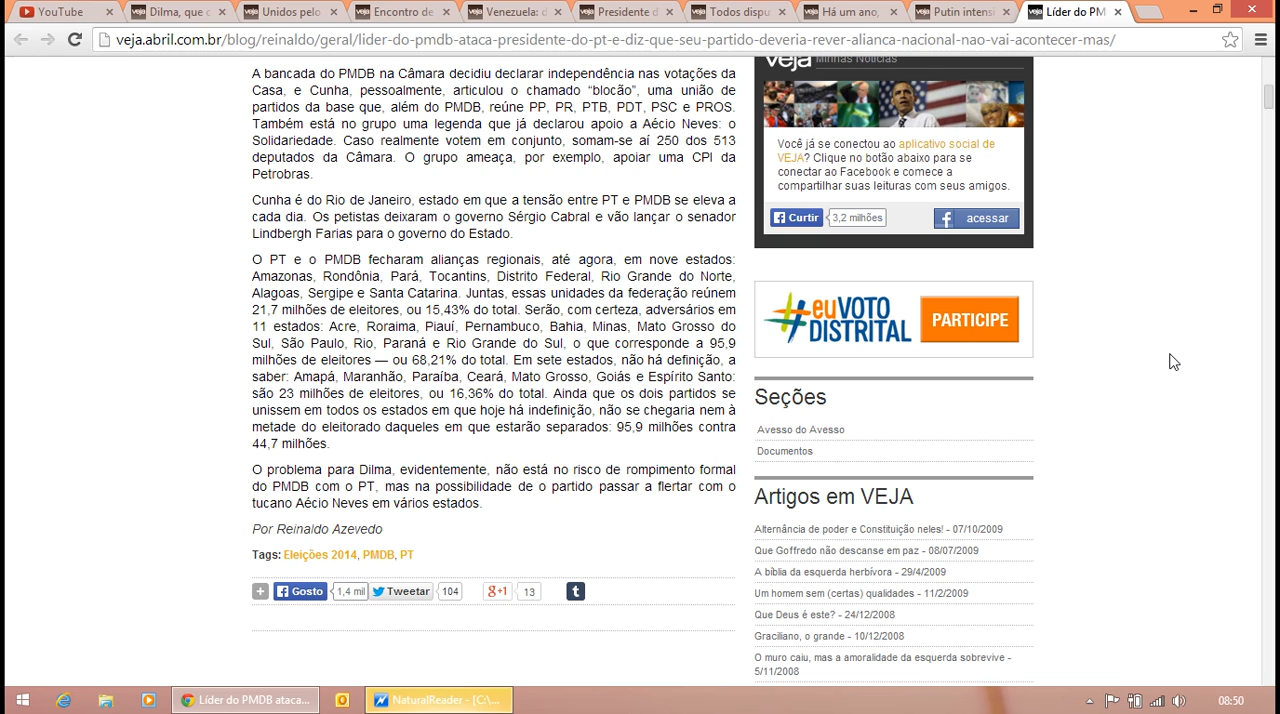 YouTube
Dilma, que c
Unidos pelo
Encontro de
Venezuela: d
Presidente d
Todos dispu
Há um ano,
Putin intensi
Líder do PM
veja.abril.com.br/blog/reinaldo/geral/lider-do-pmdb-ataca-presidente-do-pt-e-diz-que-seu-partido-deveria-rever-alianca-nacional-nao-vai-acontecer-mas/
A bancada do PMDB na Câmara decidiu declarar independência nas votações da
Casa, e Cunha, pessoalmente, articulou o chamado “blocão”, uma união de
partidos da base que, além do PMDB, reúne PP, PR, PTB, PDT, PSC e PROS.
Também está no grupo uma legenda que já declarou apoio a Aécio Neves: o
Solidariedade. Caso realmente votem em conjunto, somam-se aí 250 dos 513
deputados da Câmara. O grupo ameaça, por exemplo, apoiar uma CPI da
Petrobras.
Cunha é do Rio de Janeiro, estado em que a tensão entre PT e PMDB se eleva a
cada dia. Os petistas deixaram o governo Sérgio Cabral e vão lançar o senador
Lindbergh Farias para o governo do Estado.
O PT e o PMDB fecharam alianças regionais, até agora, em nove estados:
Amazonas, Rondônia, Pará, Tocantins, Distrito Federal, Rio Grande do Norte,
Alagoas, Sergipe e Santa Catarina. Juntas, essas unidades da federação reúnem
21,7 milhões de eleitores, ou 15,43% do total. Serão, com certeza, adversários em
11 estados: Acre, Roraima, Piauí, Pernambuco, Bahia, Minas, Mato Grosso do
Sul, São Paulo, Rio, Paraná e Rio Grande do Sul, o que corresponde a 95,9
milhões de eleitores — ou 68,21% do total. Em sete estados, não há definição, a
saber: Amapá, Maranhão, Paraíba, Ceará, Mato Grosso, Goiás e Espírito Santo:
são 23 milhões de eleitores, ou 16,36% do total. Ainda que os dois partidos se
unissem em todos os estados em que hoje há indefinição, não se chegaria nem à
metade do eleitorado daqueles em que estarão separados: 95,9 milhões contra
44,7 milhões.
O problema para Dilma, evidentemente, não está no risco de rompimento formal
do PMDB com o PT, mas na possibilidade de o partido passar a flertar com o
tucano Aécio Neves em vários estados.
Por Reinaldo Azevedo
Tags: Eleições 2014, PMDB, PT
Gosto 1,4 mil Tweetar 104 g+1 13 t
veja Minhas Notícias
Você já se conectou ao aplicativo social de
VEJA? Clique no botão abaixo para se
conectar ao Facebook e comece a
compartilhar suas leituras com seus amigos.
Curtir 3,2 milhões acessar
#euVOTO
DISTRITAL
PARTICIPE
Seções
Avesso do Avesso
Documentos
Artigos em VEJA
Alternância de poder e Constituição neles! - 07/10/2009
Que Goffredo não descanse em paz - 08/07/2009
A bíblia da esquerda herbívora - 29/4/2009
Um homem sem (certas) qualidades - 11/2/2009
Que Deus é este? - 24/12/2008
Graciliano, o grande - 10/12/2008
O muro caiu, mas a amoralidade da esquerda sobrevive -
5/11/2008
Líder do PMDB ataca...
NaturalReader - [C:\...
08:50